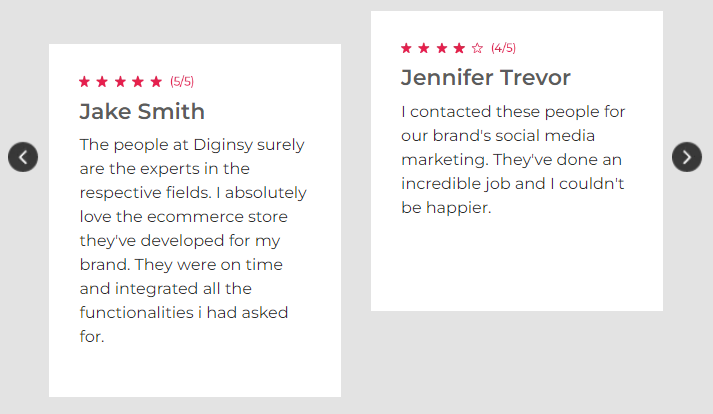 (5/5)
Jake Smith
The people at Diginsy surely
are the experts in the
respective fields. I absolutely
love the ecommerce store
they've developed for my
brand. They were on time
and integrated all the
functionalities i had asked
for.
(4/5)
Jennifer Trevor
I contacted these people for
our brand's social media
marketing. They've done an
incredible job and I couldn't
be happier.